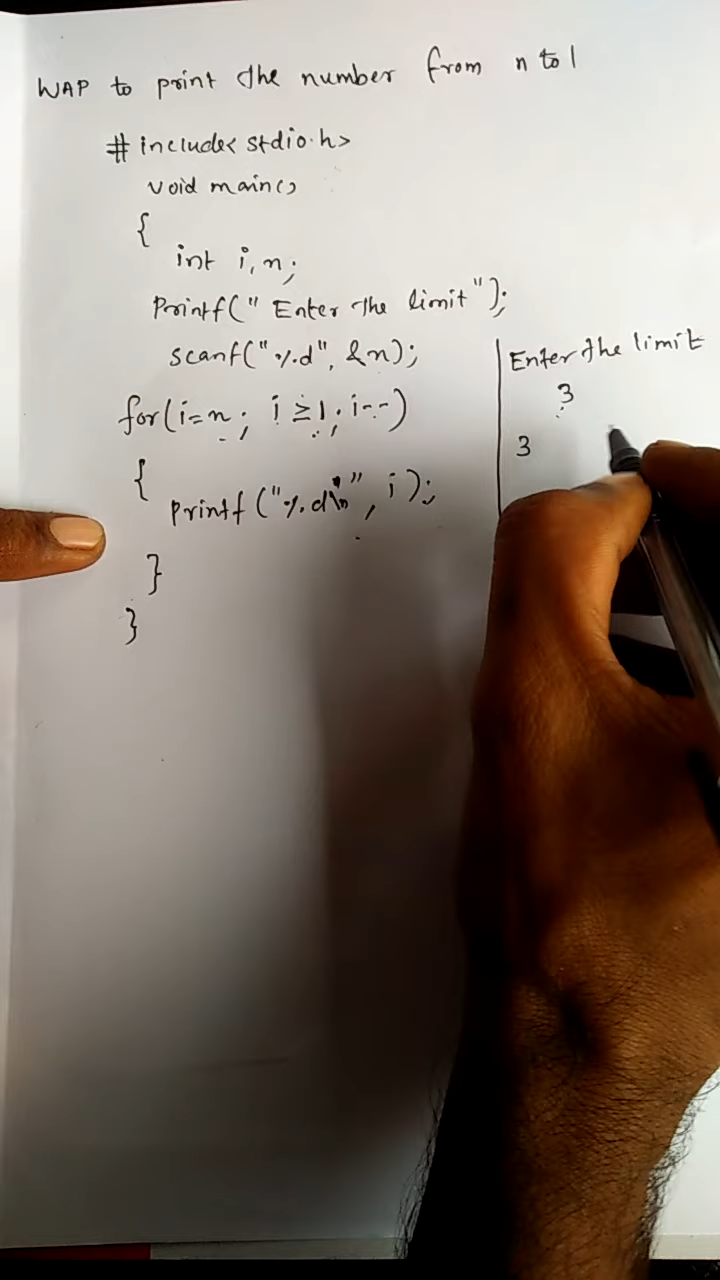 WAP to print the number from n to 1
#include<stdio.h>
void main()
{
int i, n;
Printf(" Enter the limit");
scanf("%d", &n);
for(i=n; i≥1; i--)
{
printf("%d\n", i);
}
}
Enter the limit
3
3